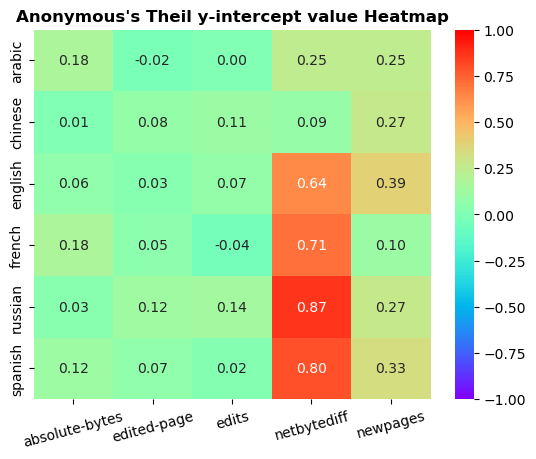 Anonymous's Theil y-intercept value Heatmap
arabic 0.18 -0.02 0.00 0.25 0.25
chinese 0.01 0.08 0.11 0.09 0.27
english 0.06 0.03 0.07 0.64 0.39
french 0.18 0.05 -0.04 0.71 0.10
russian 0.03 0.12 0.14 0.87 0.27
spanish 0.12 0.07 0.02 0.80 0.33
absolute-bytes edited-page edits netbytediff newpages
1.00
0.75
0.50
0.25
0.00
−0.25
−0.50
−0.75
−1.00